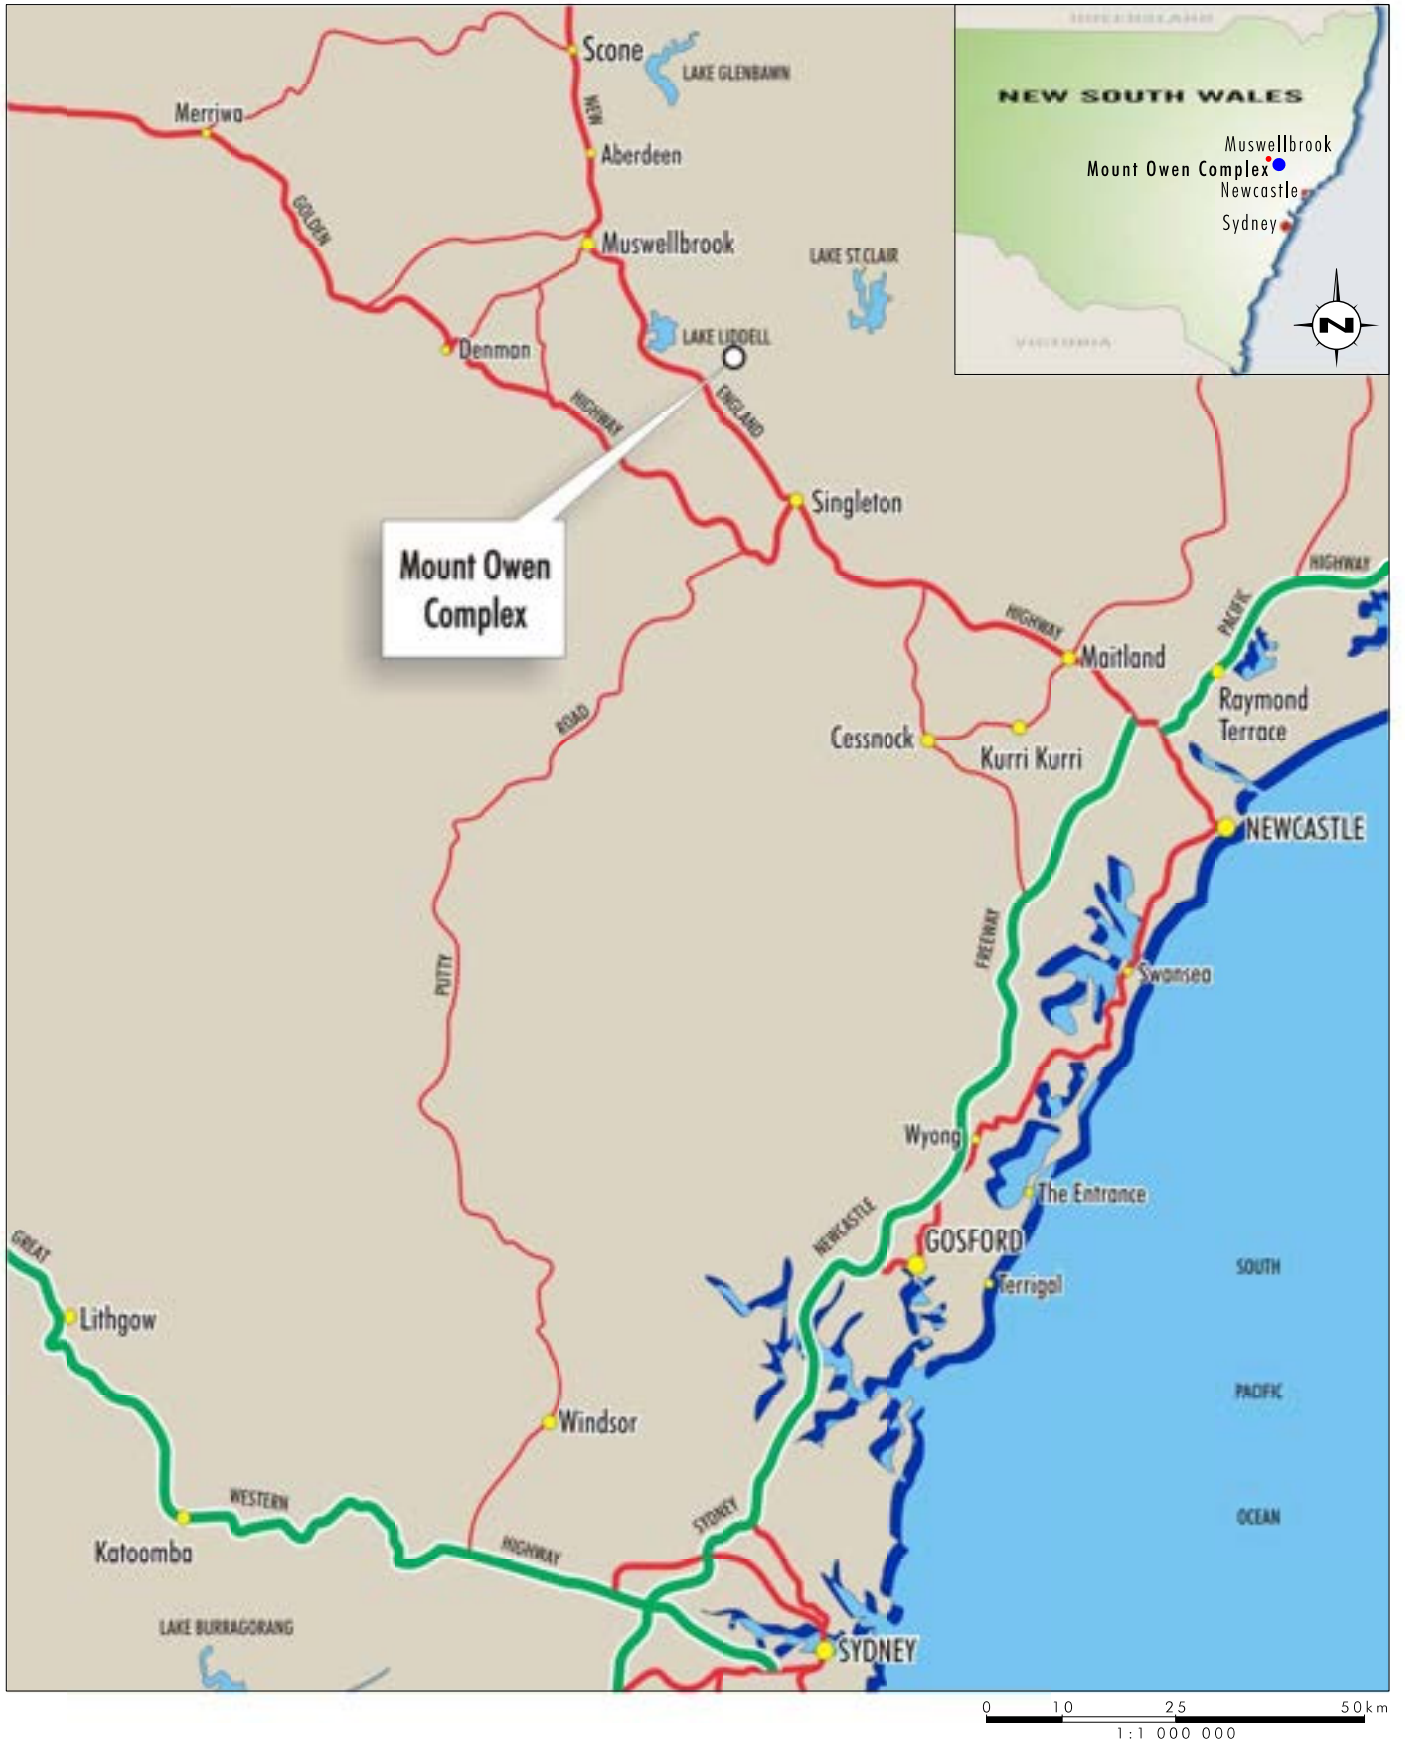 QUEENSLAND
NEW SOUTH WALES
Muswellbrook
Mount Owen Complex
Newcastle
Sydney
VICTORIA
N
Scone
LAKE GLENBAWN
NEW
Merriwa
Aberdeen
GOLDEN
Muswellbrook
LAKE ST.CLAIR
LAKE LIDDELL
Denman
HIGHWAY
ENGLAND
Singleton
Mount Owen
Complex
HIGHWAY
HIGHWAY
PACIFIC
Maitland
Raymond
Terrace
ROAD
Cessnock
Kurri Kurri
NEWCASTLE
FREEWAY
PUTTY
Swansea
Wyong
The Entrance
NEWCASTLE
GOSFORD
GREAT
SOUTH
Terrigal
Lithgow
PACIFIC
Windsor
WESTERN
SYDNEY
OCEAN
Katoomba
HIGHWAY
LAKE BURRAGORANG
SYDNEY
0 10 25 50km
1:1 000 000